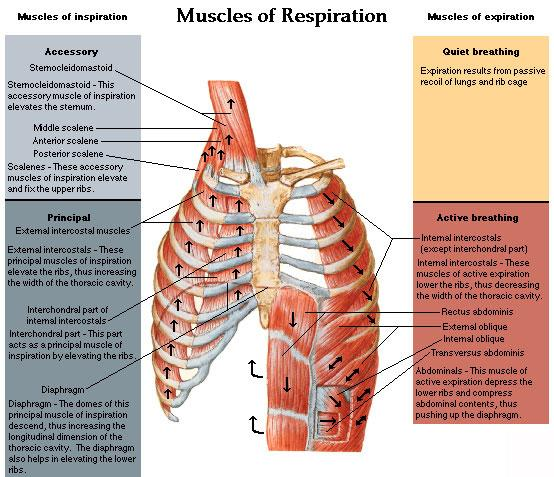 Muscles of inspiration
Muscles of Respiration
Muscles of expiration
Accessory
Sternocleidomastoid
Sternocleidomastoid - This
accessory muscle of inspiration
elevates the sternum.
Middle scalene
Anterior scalene
Posterior scalene
Scalenes - These accessory
muscles of inspiration elevate
and fix the upper ribs.
Principal
External intercostal muscles
External intercostals - These
principal muscles of inspiration
elevate the ribs, thus increasing
the width of the thoracic cavity.
Interchondral part of
internal intercostals
Interchondral part - This part
acts as a principal muscle of
inspiration by elevating the ribs.
Diaphragm
Diaphragm - The domes of this
principal muscle of inspiration
descend, thus increasing the
longitudinal dimension of the
thoracic cavity. The diaphragm
also helps in elevating the lower
ribs.
Quiet breathing
Expiration results from passive
recoil of lungs and rib cage
Active breathing
Internal intercostals
(except interchondral part)
Internal intercostals - These
muscles of active expiration
lower the ribs, thus decreasing
the width of the thoracic cavity.
Rectus abdominis
External oblique
Internal oblique
Transversus abdominis
Abdominals - This muscle of
active expiration depress the
lower ribs and compress
abdominal contents, thus
pushing up the diaphragm.